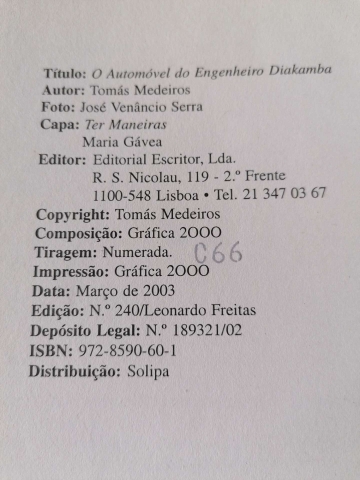 Título: O Automóvel do Engenheiro Diakamba
Autor: Tomás Medeiros
Foto: José Venâncio Serra
Capa: Ter Maneiras
Maria Gávea
Editor: Editorial Escritor, Lda.
R. S. Nicolau, 119 - 2.º Frente
1100-548 Lisboa • Tel. 21 347 03 67
Copyright: Tomás Medeiros
Composição: Gráfica 2OOO
Tiragem: Numerada. C66
Impressão: Gráfica 2OOO
Data: Março de 2003
Edição: N.º 240/Leonardo Freitas
Depósito Legal: N.º 189321/02
ISBN: 972-8590-60-1
Distribuição: Solipa